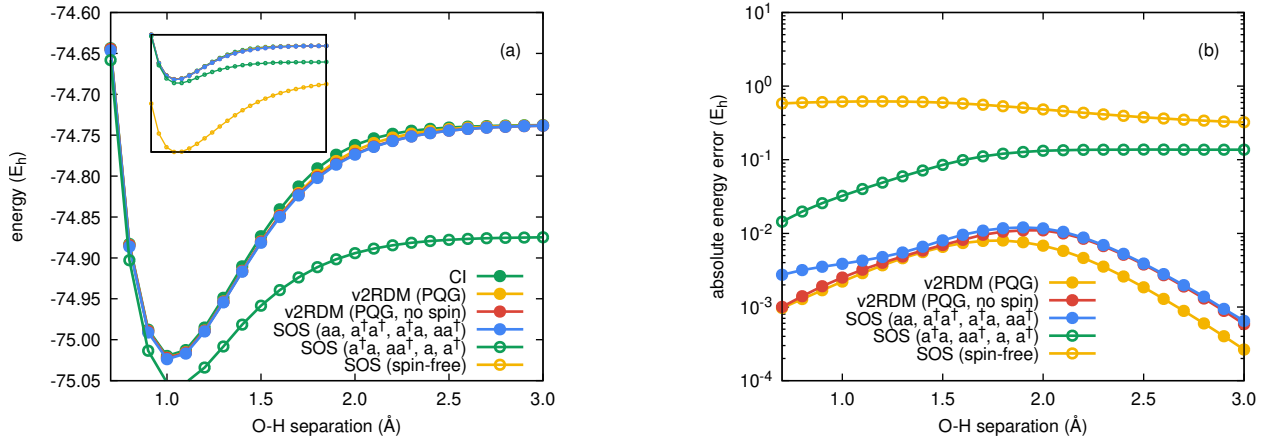 -74.60
-74.65
-74.70
-74.75
-74.80
-74.85
-74.90
-74.95
-75.00
-75.05
energy (Eh)
(a)
CI
v2RDM (PQG)
v2RDM (PQG, no spin)
SOS (aa, a†a†, a†a, aa†)
SOS (a†a, aa†, a, a†)
SOS (spin-free)
1.0 1.5 2.0 2.5 3.0
O-H separation (Å)
10^1
10^0
10^-1
10^-2
10^-3
10^-4
absolute energy error (Eh)
(b)
v2RDM (PQG)
v2RDM (PQG, no spin)
SOS (aa, a†a†, a†a, aa†)
SOS (a†a, aa†, a, a†)
SOS (spin-free)
1.0 1.5 2.0 2.5 3.0
O-H separation (Å)